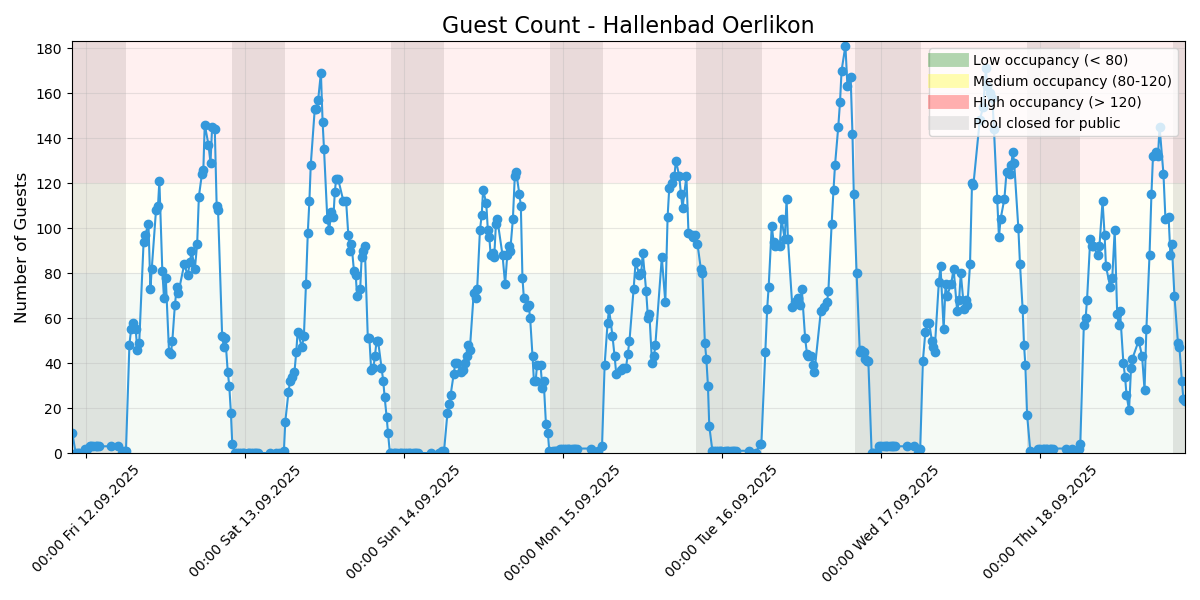 Guest Count - Hallenbad Oerlikon
Number of Guests
180
160
140
120
100
80
60
40
20
0
Low occupancy (< 80)
Medium occupancy (80-120)
High occupancy (> 120)
Pool closed for public
00:00 Fri 12.09.2025
00:00 Sat 13.09.2025
00:00 Sun 14.09.2025
00:00 Mon 15.09.2025
00:00 Tue 16.09.2025
00:00 Wed 17.09.2025
00:00 Thu 18.09.2025